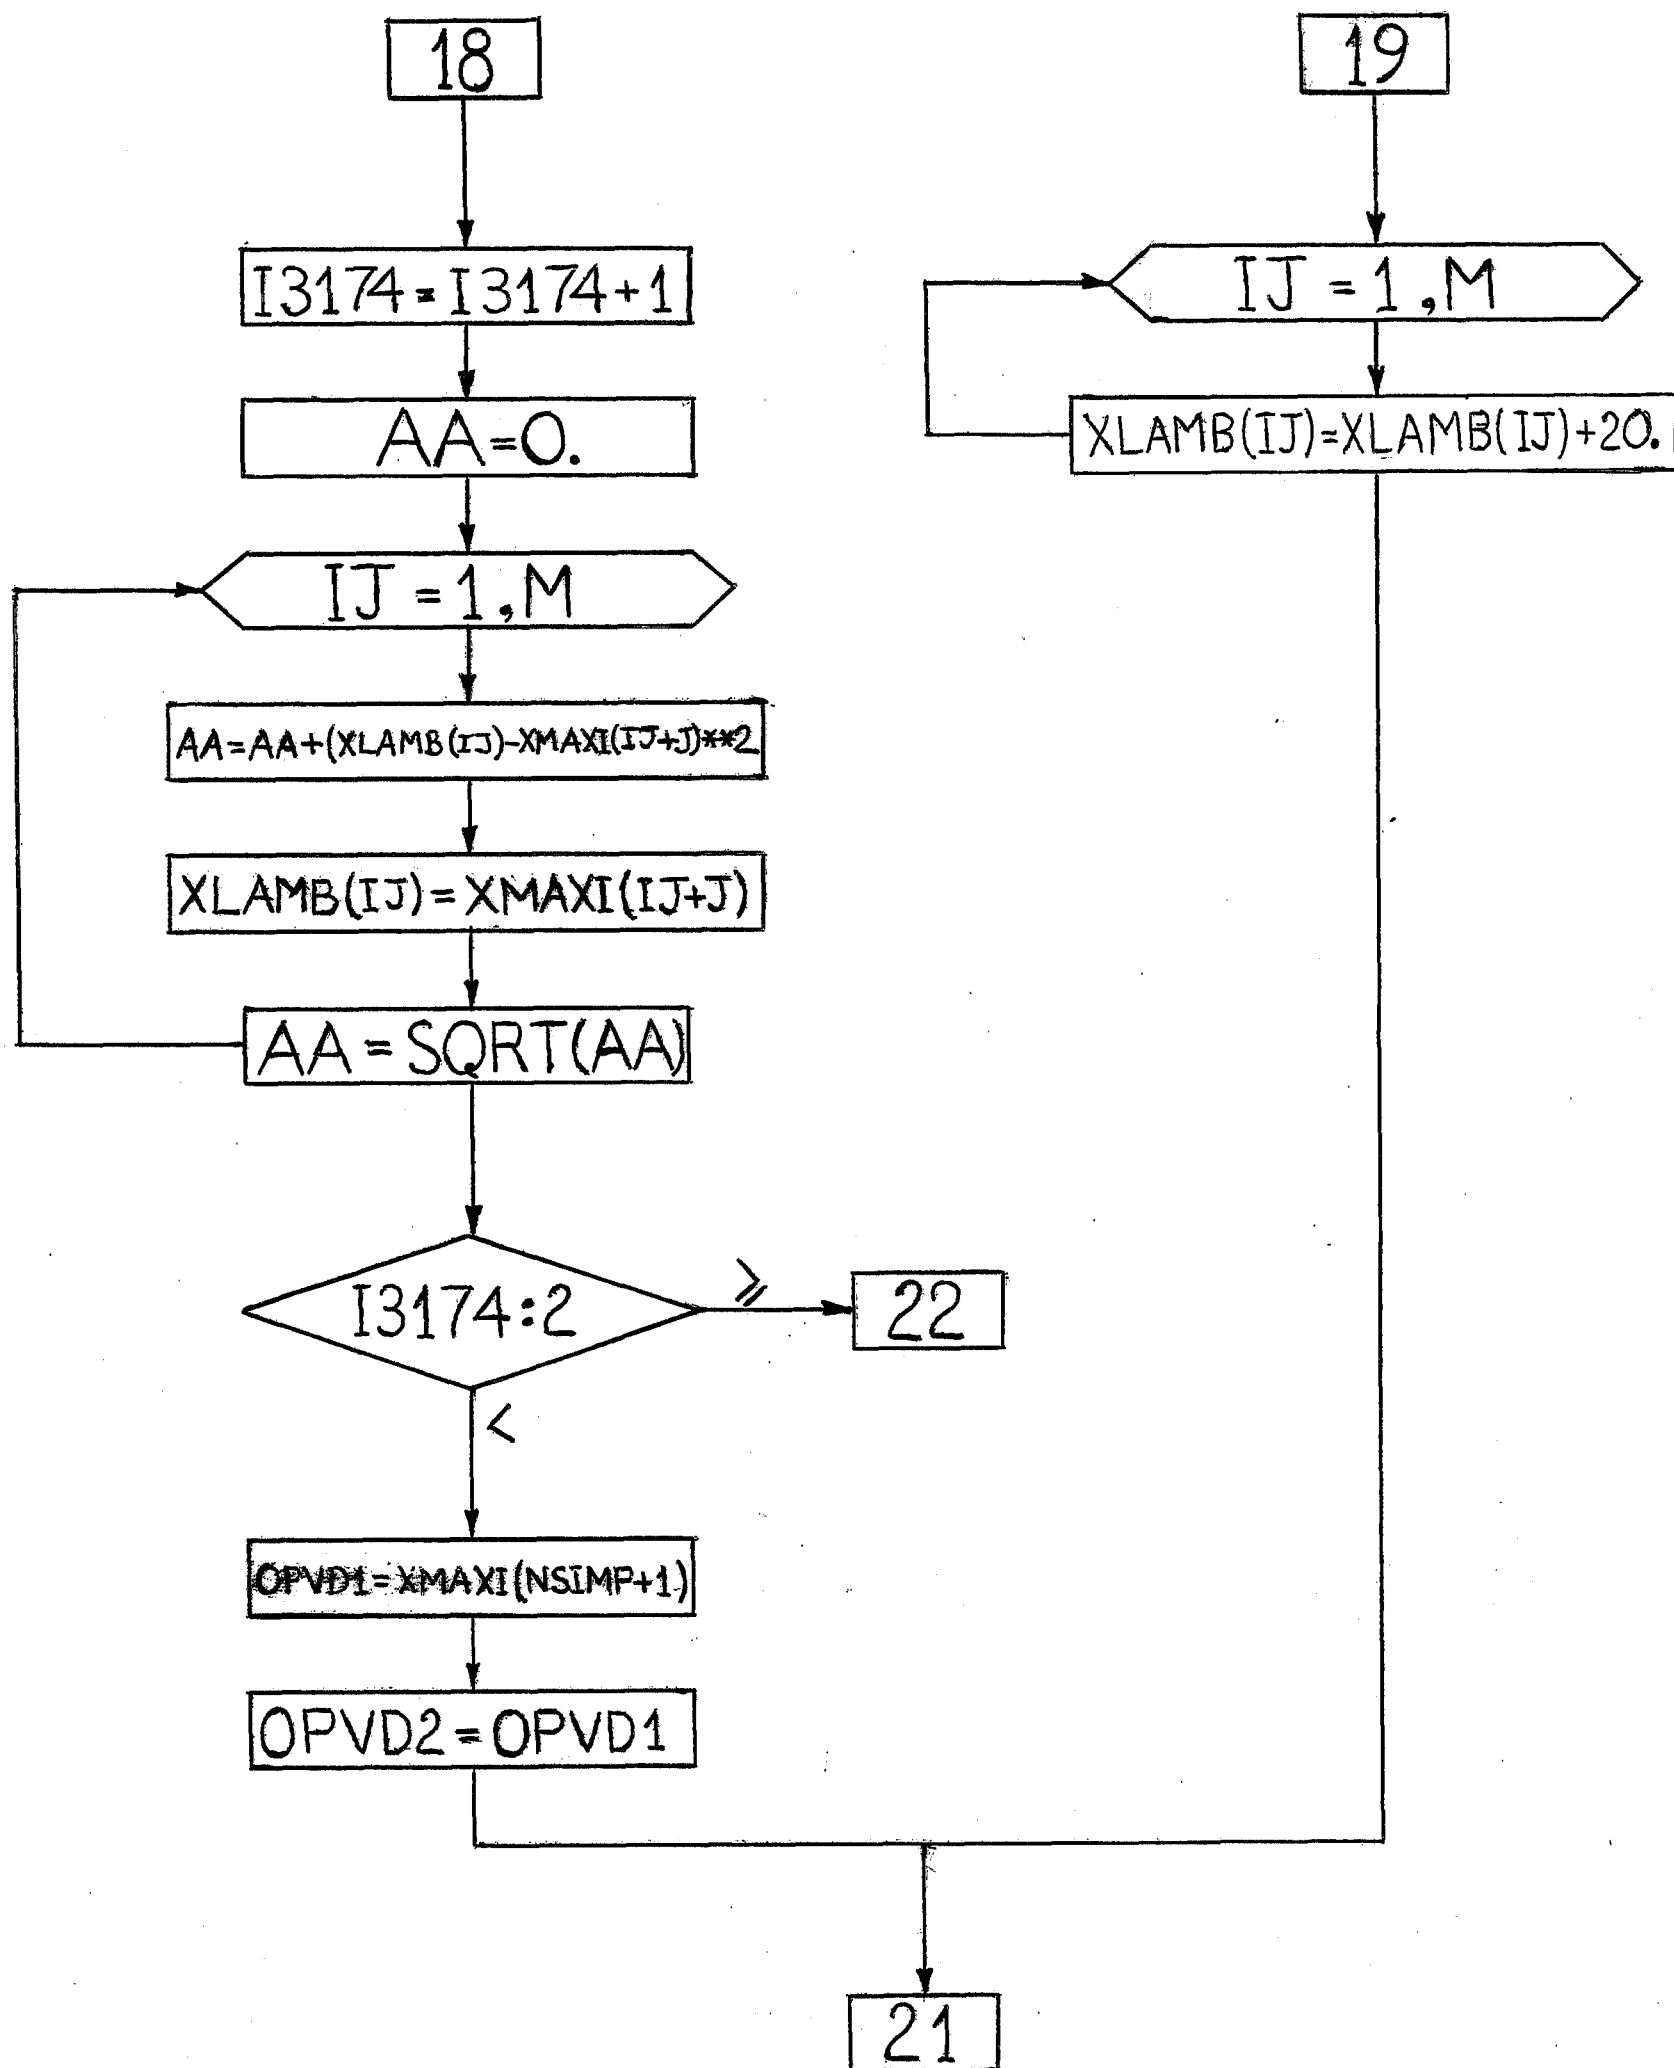 18
I3174=I3174+1
AA=0.
IJ=1,M
AA=AA+(XLAMB(IJ)-XMAXI(IJ+J)**2
XLAMB(IJ)=XMAXI(IJ+J)
AA=SQRT(AA)
I3174:2
⩾
22
<
OPVD1=XMAXI(NSIMP+1)
OPVD2=OPVD1
19
IJ=1,M
XLAMB(IJ)=XLAMB(IJ)+20.
21